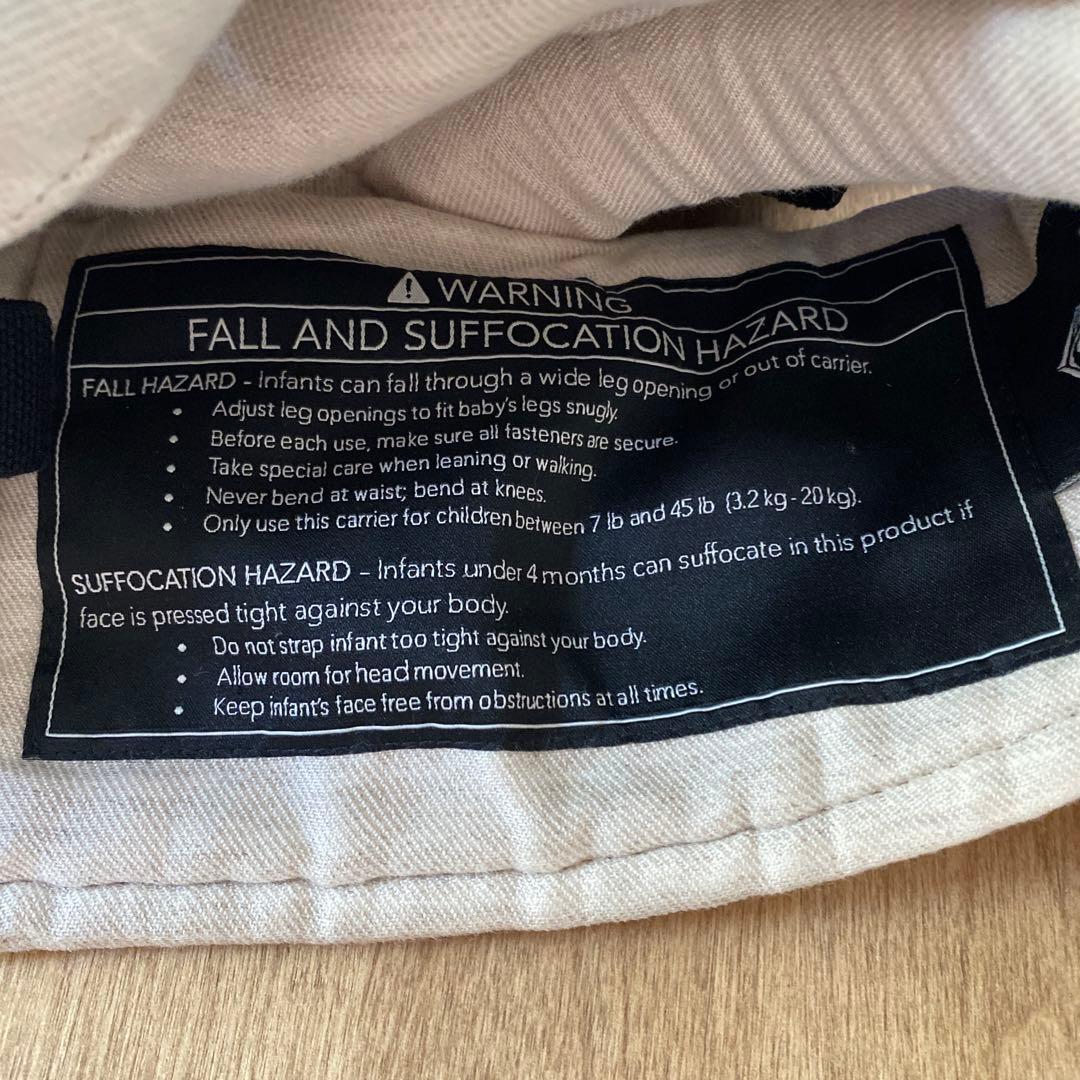 WARNING
FALL AND SUFFOCATION HAZARD
FALL HAZARD - Infants can fall through a wide leg opening or out of carrier.
• Adjust leg openings to fit baby's legs snugly.
• Before each use, make sure all fasteners are secure.
• Take special care when leaning or walking.
• Never bend at waist; bend at knees.
• Only use this carrier for children between 7 lb and 45 lb (3.2 kg - 20 kg).
SUFFOCATION HAZARD - Infants under 4 months can suffocate in this product if
face is pressed tight against your body.
• Do not strap infant too tight against your body.
• Allow room for head movement.
• Keep infant's face free from obstructions at all times.